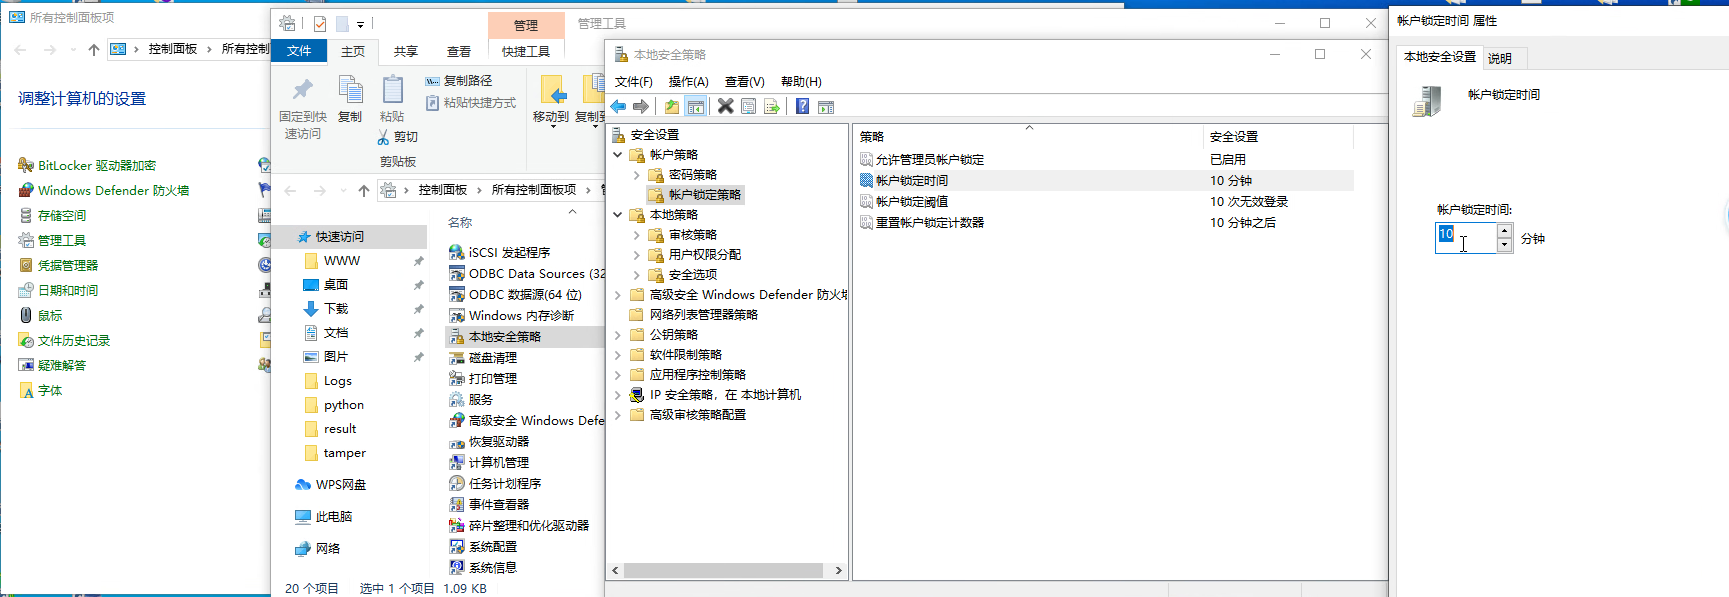 所有控制面板项
控制面板
所有控制
调整计算机的设置
BitLocker 驱动器加密
Windows Defender 防火墙
存储空间
管理工具
凭据管理器
日期和时间
鼠标
文件历史记录
疑难解答
字体
管理
管理工具
文件
主页
共享
查看
快捷工具
固定到快速访问
复制
粘贴
复制路径
粘贴快捷方式
剪切
剪贴板
移动到
复制到
控制面板
所有控制面板项
名称
快速访问
WWW
桌面
下载
文档
图片
Logs
python
result
tamper
WPS网盘
此电脑
网络
iSCSI 发起程序
ODBC Data Sources (32
ODBC 数据源(64 位)
Windows 内存诊断
本地安全策略
磁盘清理
打印管理
服务
高级安全 Windows Defe
恢复驱动器
计算机管理
任务计划程序
事件查看器
碎片整理和优化驱动器
系统配置
系统信息
20 个项目
选中 1 个项目 1.09 KB
本地安全策略
文件(F)
操作(A)
查看(V)
帮助(H)
安全设置
帐户策略
密码策略
帐户锁定策略
本地策略
审核策略
用户权限分配
安全选项
高级安全 Windows Defender 防火墙
网络列表管理器策略
公钥策略
软件限制策略
应用程序控制策略
IP 安全策略，在 本地计算机
高级审核策略配置
策略
安全设置
允许管理员帐户锁定
已启用
帐户锁定时间
10 分钟
帐户锁定阈值
10 次无效登录
重置帐户锁定计数器
10 分钟之后
帐户锁定时间 属性
本地安全设置
说明
帐户锁定时间
帐户锁定时间:
10
分钟